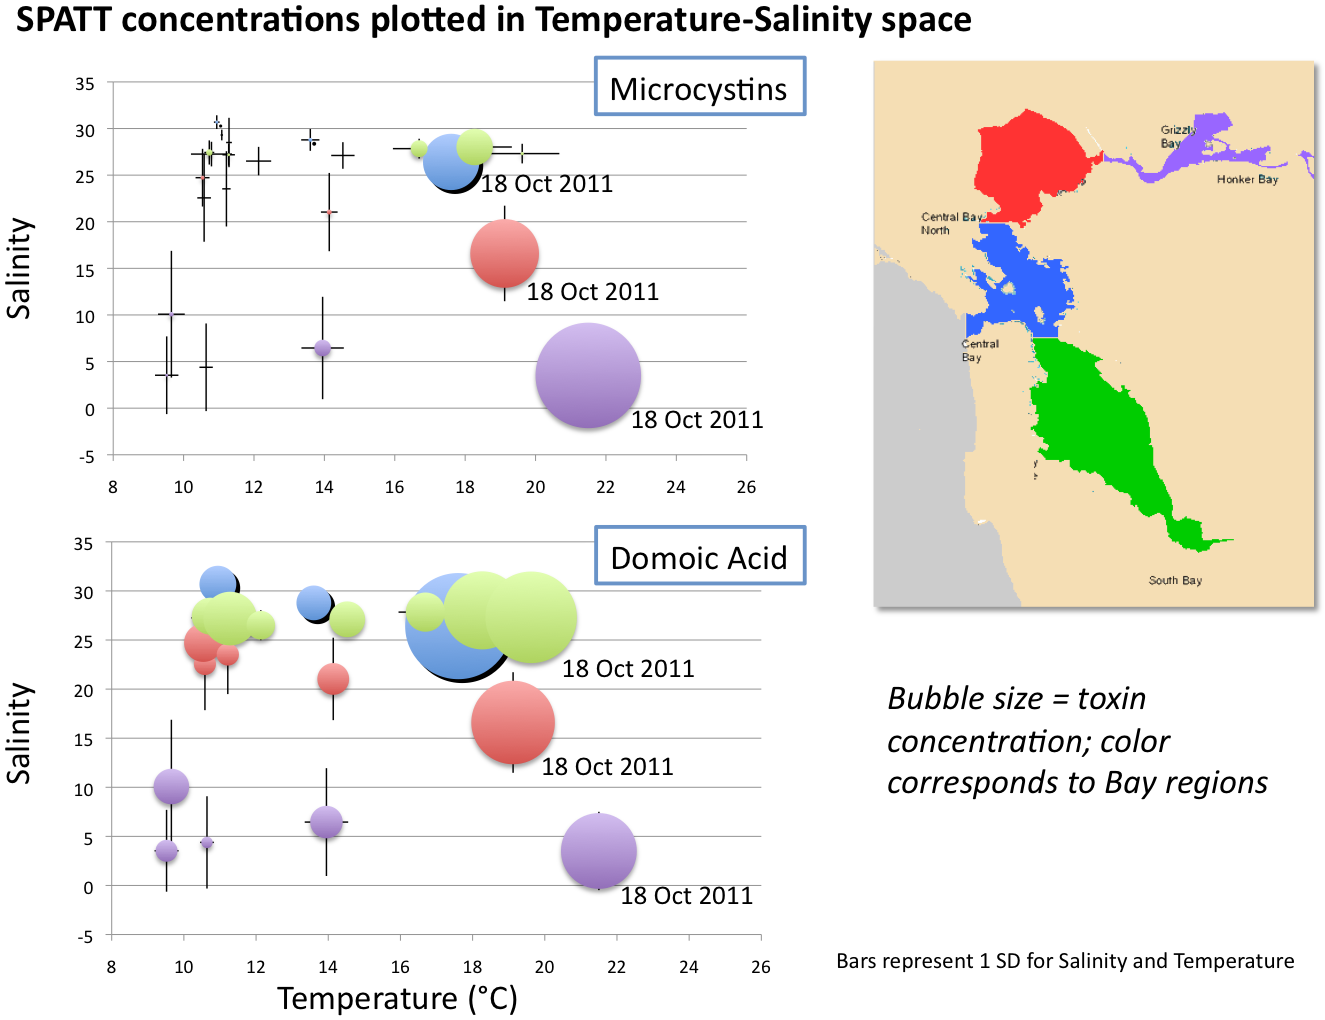 SPATT concentrations plotted in Temperature-Salinity space
Microcystins
35
30
25
20
15
10
5
0
-5
Salinity
18 Oct 2011
18 Oct 2011
18 Oct 2011
8 10 12 14 16 18 20 22 24 26
Domoic Acid
35
30
25
20
15
10
5
0
-5
Salinity
18 Oct 2011
18 Oct 2011
18 Oct 2011
8 10 12 14 16 18 20 22 24 26
Temperature (°C)
Grizzly
Bay
Honker Bay
Central Bay
North
Central
Bay
South Bay
Bubble size = toxin
concentration; color
corresponds to Bay regions
Bars represent 1 SD for Salinity and Temperature